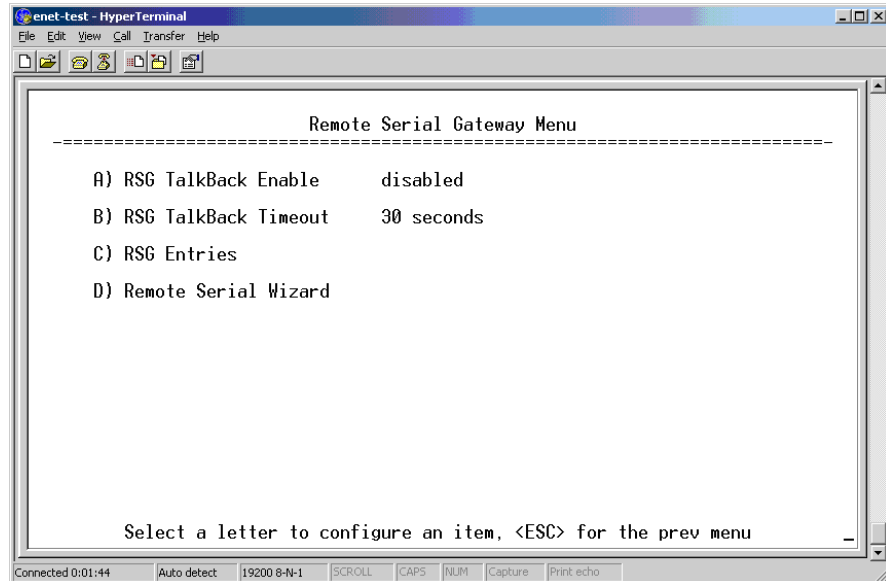 enet-test - HyperTerminal
File Edit View Call Transfer Help
Remote Serial Gateway Menu
-==========================================================================-
A) RSG TalkBack Enable disabled
B) RSG TalkBack Timeout 30 seconds
C) RSG Entries
D) Remote Serial Wizard
Select a letter to configure an item, <ESC> for the prev menu _
Connected 0:01:44 Auto detect 19200 8-N-1 SCROLL CAPS NUM Capture Print echo